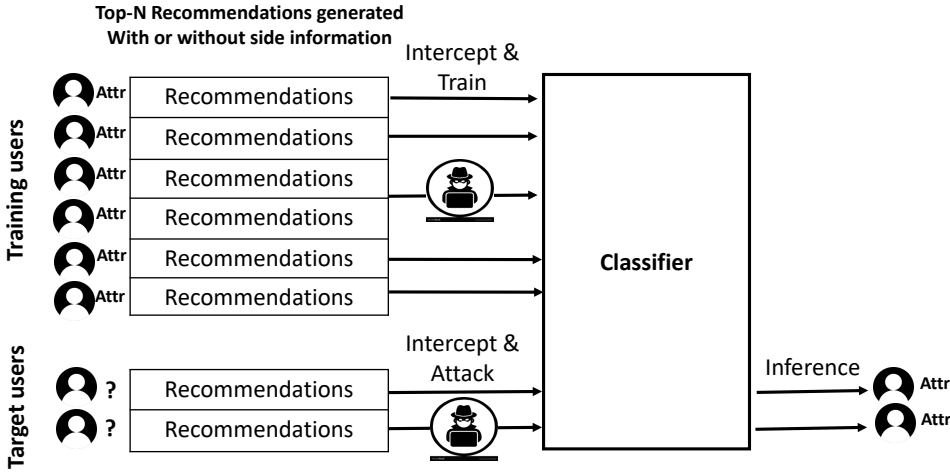 Top-N Recommendations generated
With or without side information
Intercept &
Train
Training users
Attr
Recommendations
Attr
Recommendations
Attr
Recommendations
Attr
Recommendations
Attr
Recommendations
Attr
Recommendations
Classifier
Target users
Intercept &
Attack
?
Recommendations
?
Recommendations
Inference
Attr
Attr